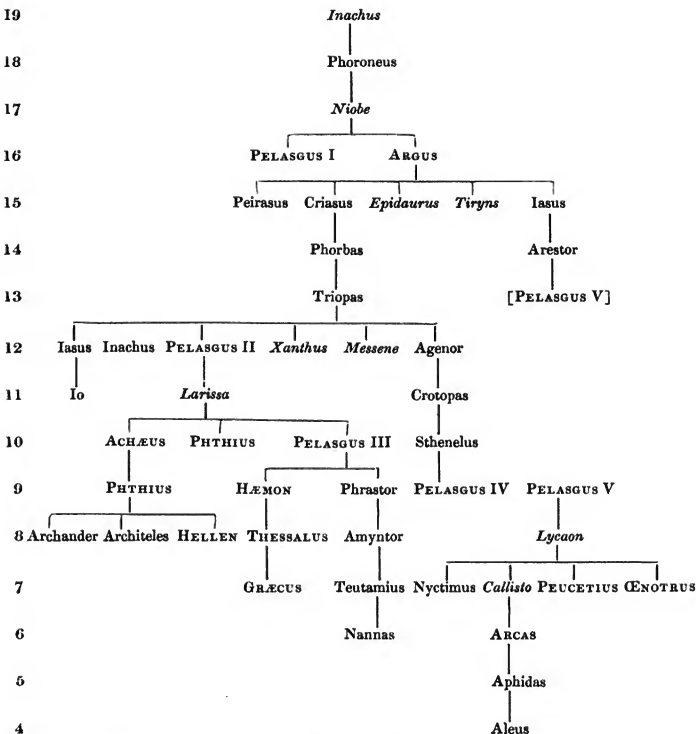 19 Inachus
18 Phoroneus
17 Niobe
16 PELASGUS I ARGUS
15 Peirasus Criasus Epidaurus Tiryns Iasus
14 Phorbas Arestor
13 Triopas [PELASGUS V]
12 Iasus Inachus PELASGUS II Xanthus Messene Agenor
11 Io Larissa Crotopas
10 ACHÆUS PHTHIUS PELASGUS III Sthenelus
9 PHTHIUS HÆMON Phrastor PELASGUS IV PELASGUS V
8 Archander Architeles HELLEN THESSALUS Amyntor Lycaon
7 GRÆCUS Teutamius Nyctimus Callisto PEUCETIUS ŒNOTRUS
6 Nannas ARCAS
5 Aphidas
4 Aleus